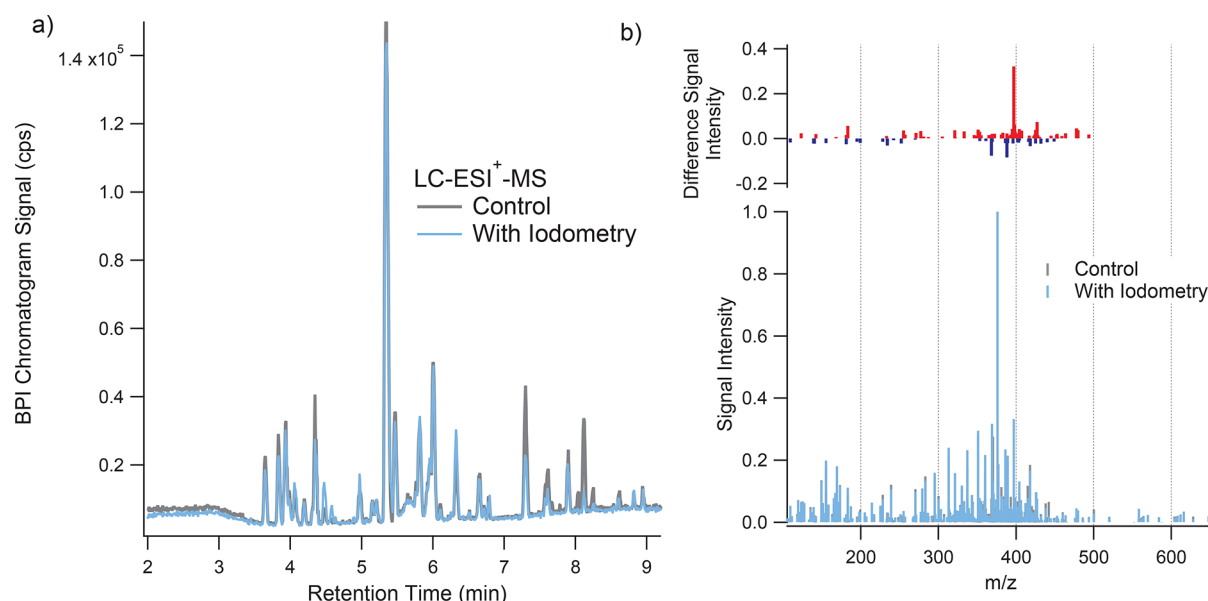 a)
BPI Chromatogram Signal (cps)
1.4 x10⁵
1.2
1.0
0.8
0.6
0.4
0.2
LC-ESI⁺-MS
Control
With Iodometry
2 3 4 5 6 7 8 9
Retention Time (min)
b)
Difference Signal
Intensity
0.4
0.2
0.0
-0.2
Signal Intensity
1.0
0.8
0.6
0.4
0.2
0.0
Control
With Iodometry
200 300 400 500 600
m/z